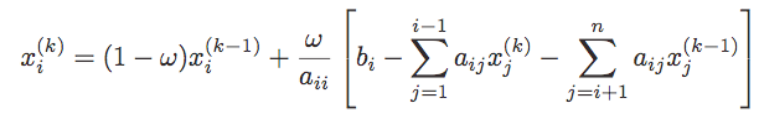 x_i^{(k)} = (1 − ω)x_i^{(k−1)} + \frac{ω}{a_{ii}} \left[ b_i − \sum_{j=1}^{i−1} a_{ij}x_j^{(k)} − \sum_{j=i+1}^{n} a_{ij}x_j^{(k−1)} \right]